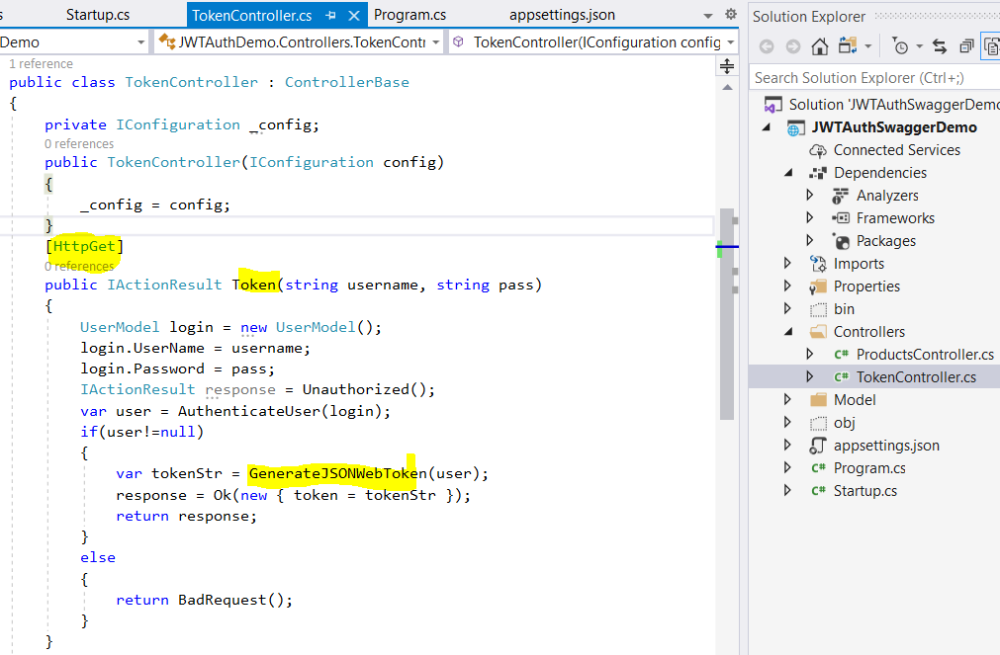 Startup.cs TokenController.cs Program.cs appsettings.json
Demo JWTAuthDemo.Controllers.TokenContr TokenController(IConfiguration config
1 reference
public class TokenController : ControllerBase
{
private IConfiguration _config;
0 references
public TokenController(IConfiguration config)
{
_config = config;
}
[HttpGet]
0 references
public IActionResult Token(string username, string pass)
{
UserModel login = new UserModel();
login.UserName = username;
login.Password = pass;
IActionResult response = Unauthorized();
var user = AuthenticateUser(login);
if(user!=null)
{
var tokenStr = GenerateJSONWebToken(user);
response = Ok(new { token = tokenStr });
return response;
}
else
{
return BadRequest();
}
}
Solution Explorer
Search Solution Explorer (Ctrl+;)
Solution 'JWTAuthSwaggerDemo
JWTAuthSwaggerDemo
Connected Services
Dependencies
Analyzers
Frameworks
Packages
Imports
Properties
bin
Controllers
C# ProductsController.cs
C# TokenController.cs
Model
obj
appsettings.json
C# Program.cs
C# Startup.cs